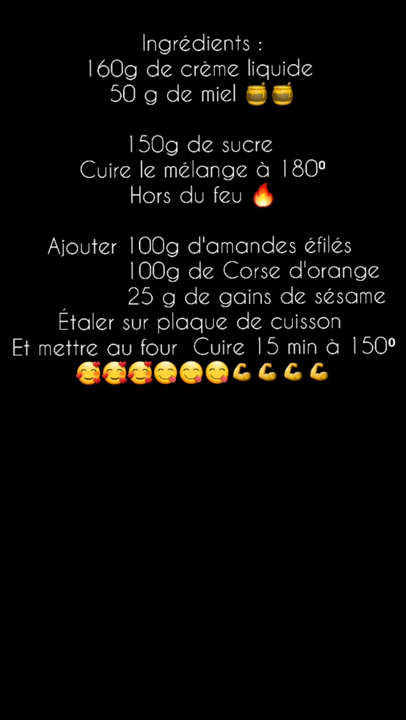 Ingrédients :
160g de crème liquide
50 g de miel 🍯🍯
150g de sucre
Cuire le mélange à 180°
Hors du feu 🔥
Ajouter 100g d'amandes éfilés
100g de Corse d'orange
25 g de gains de sésame
Étaler sur plaque de cuisson
Et mettre au four Cuire 15 min à 150°
🥰🥰🥰😋😋😋💪💪💪💪